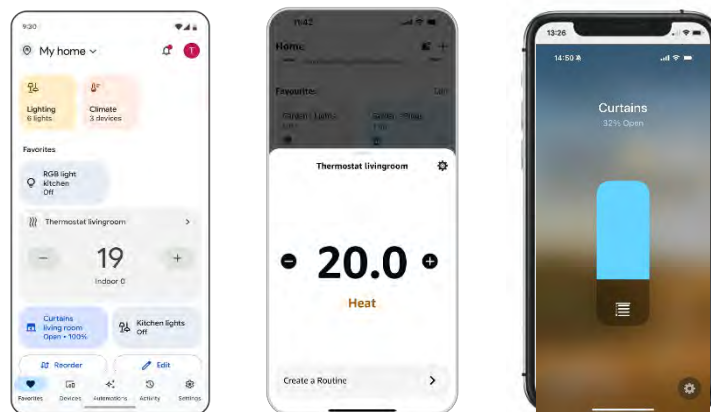 9:30
My home
T
Lighting
6 lights
Climate
3 devices
Favorites
RGB light
kitchen
Off
Thermostat livingroom
19
Indoor 0
Curtains
living room
Open • 100%
Kitchen lights
Off
Reorder
Edit
Favorites
Devices
Automations
Activity
Settings
11:42
Home
Favourites
Edit
Thermostat livingroom
20.0
Heat
Create a Routine
13:26
14:50
Curtains
32% Open